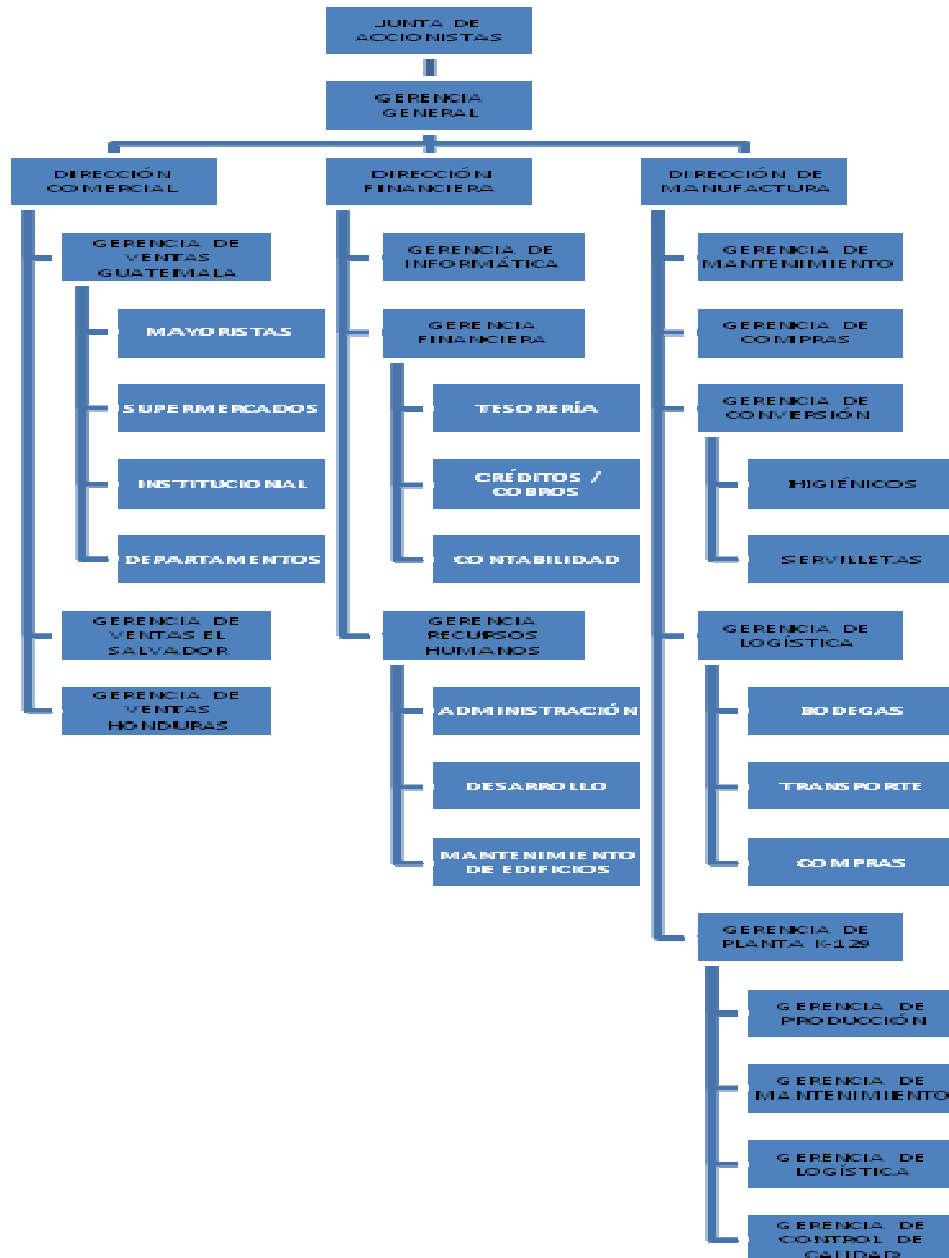 JUNTA DE
ACCIONISTAS
GERENCIA
GENERAL
DIRECCIÓN
COMERCIAL
GERENCIA DE
VENTAS
GUATEMALA
MAYORISTAS
SUPERMERCADOS
INSTITUCIONAL
DEPARTAMENTOS
GERENCIA DE
VENTAS EL
SALVADOR
GERENCIA DE
VENTAS
HONDURAS
DIRECCIÓN
FINANCIERA
GERENCIA DE
INFORMÁTICA
GERENCIA
FINANCIERA
TESORERÍA
CRÉDITOS /
COBROS
CONTABILIDAD
GERENCIA
RECURSOS
HUMANOS
ADMINISTRACIÓN
DESARROLLO
MANTENIMIENTO
DE EDIFICIOS
DIRECCIÓN DE
MANUFACTURA
GERENCIA DE
MANTENIMIENTO
GERENCIA DE
COMPRAS
GERENCIA DE
CONVERSIÓN
HIGIÉNICOS
SERVILLETAS
GERENCIA DE
LOGÍSTICA
BODEGAS
TRANSPORTE
COMPRAS
GERENCIA DE
PLANTA K-129
GERENCIA DE
PRODUCCIÓN
GERENCIA DE
MANTENIMIENTO
GERENCIA DE
LOGÍSTICA
GERENCIA DE
CONTROL DE
CALIDAD